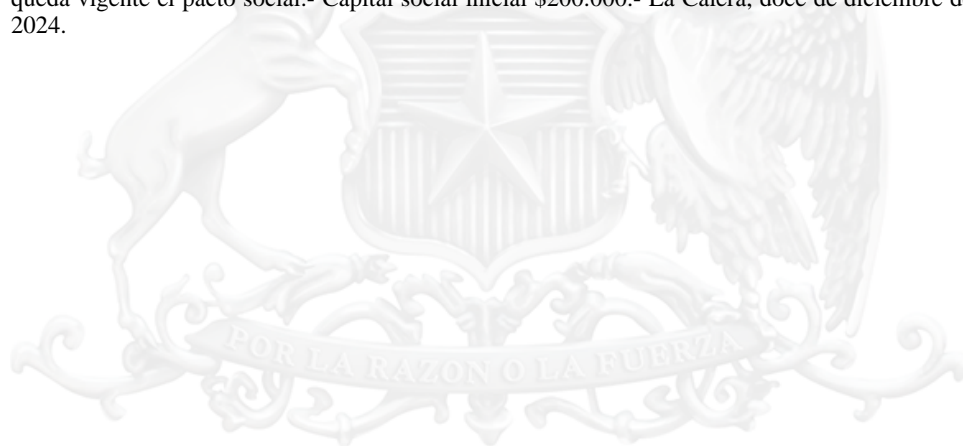 queda vigente el pacto social.- Capital social inicial $200.000.- La Calera, doce de diciembre d
2024.
POR LA RAZON O LA FUERZA